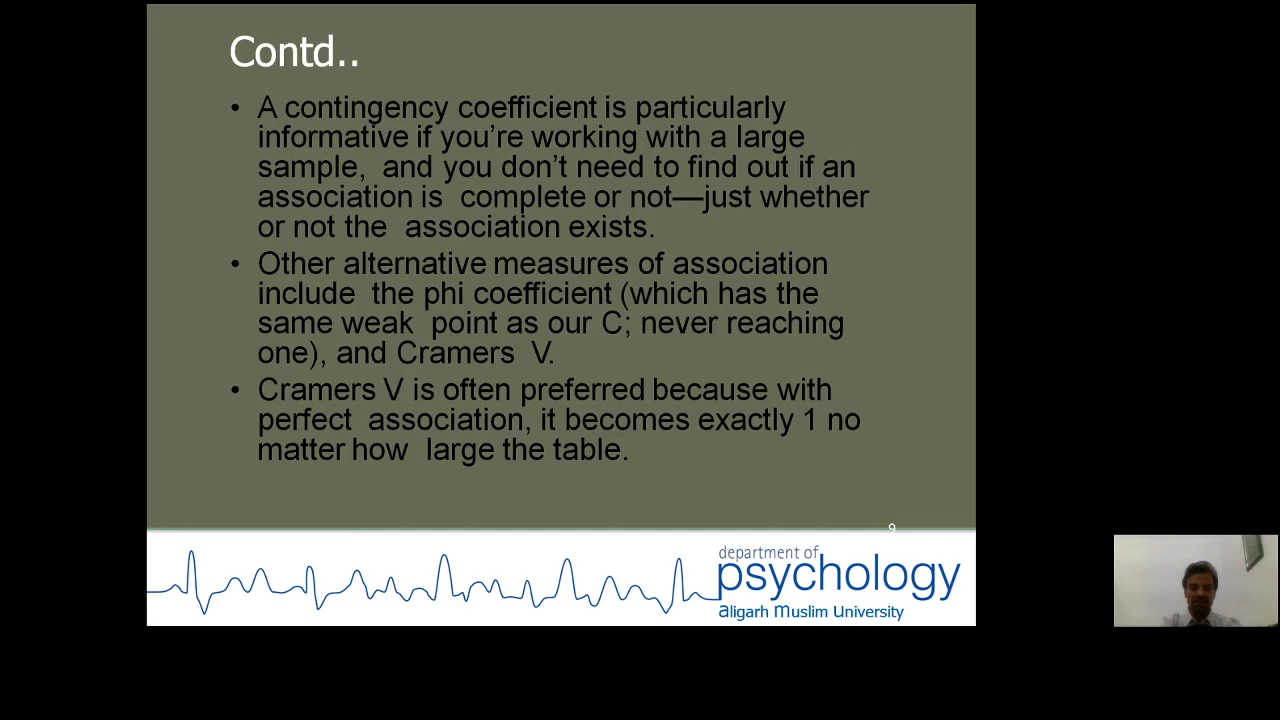 Contd..
• A contingency coefficient is particularly
informative if you’re working with a large
sample, and you don’t need to find out if an
association is complete or not—just whether
or not the association exists.
• Other alternative measures of association
include the phi coefficient (which has the
same weak point as our C; never reaching
one), and Cramers V.
• Cramers V is often preferred because with
perfect association, it becomes exactly 1 no
matter how large the table.
9
department of
psychology
Aligarh Muslim University